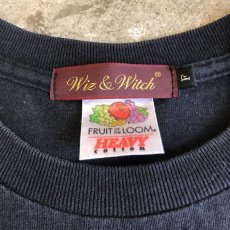 Wiz & Witch®
F
FRUIT OF THE LOOM®
HEAVY
cotton